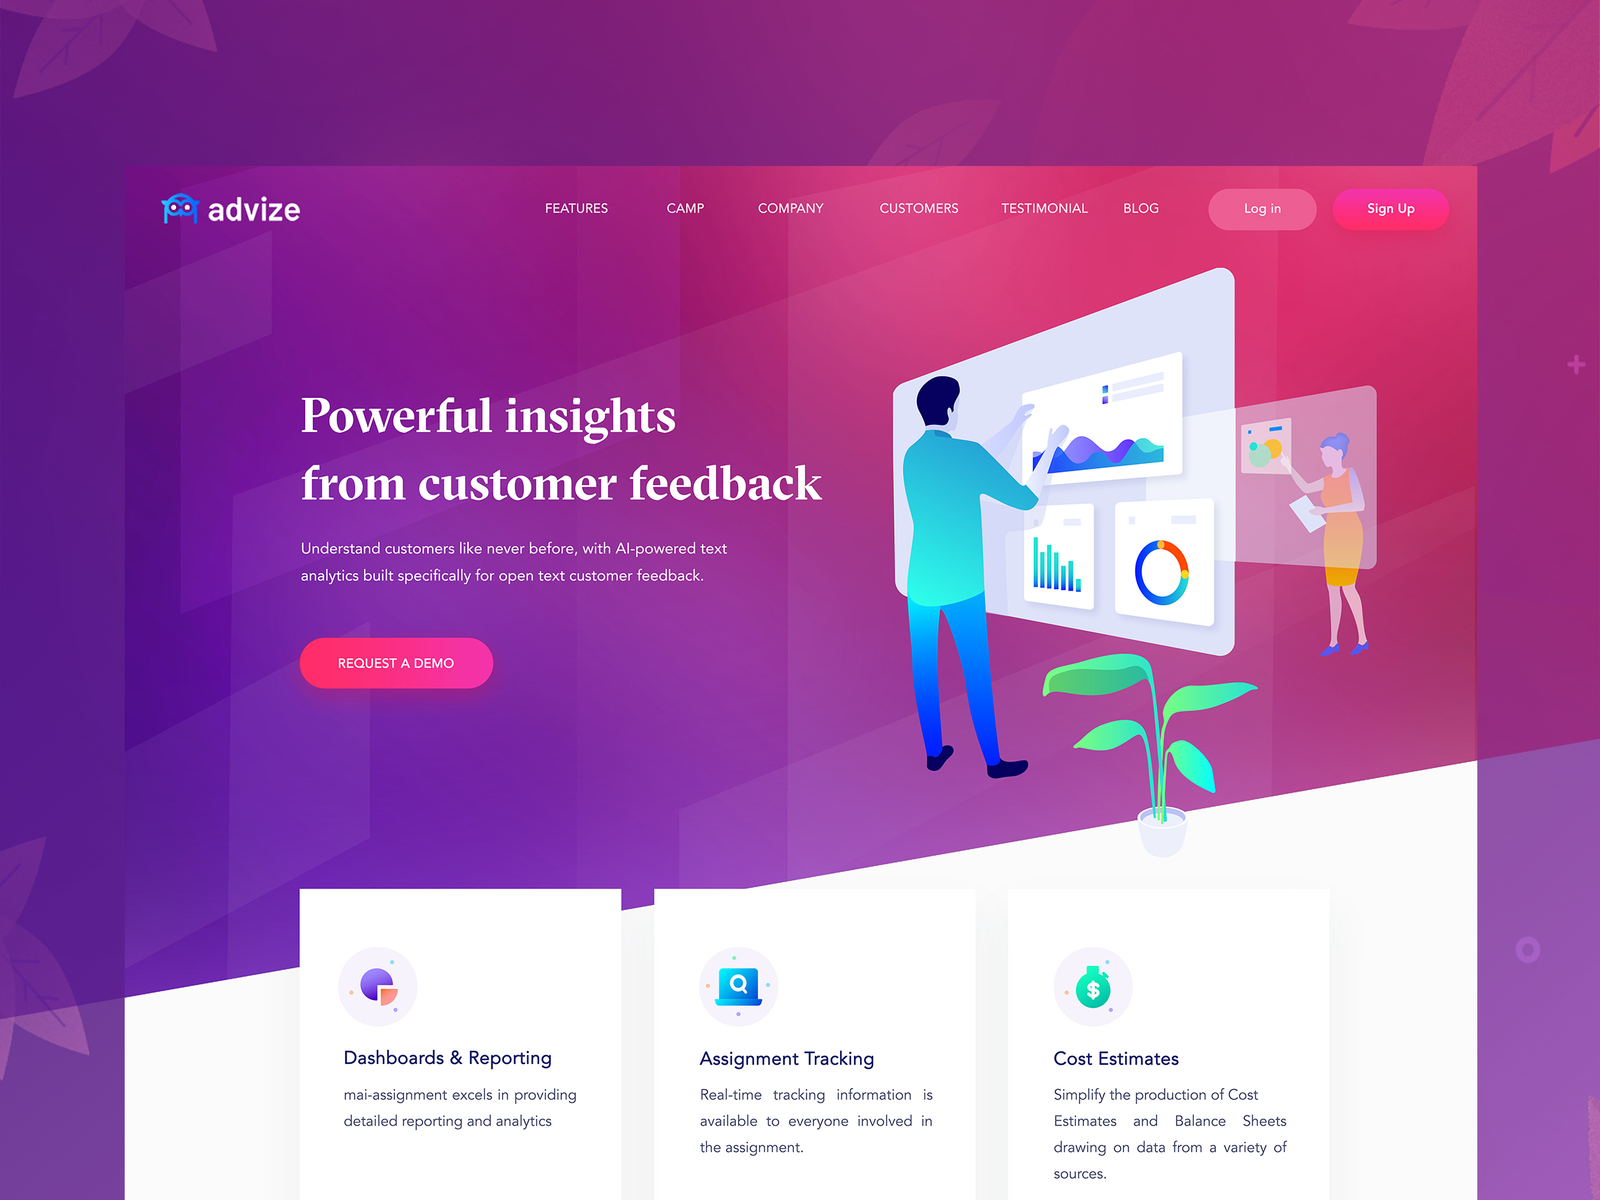 advize
FEATURES
CAMP
COMPANY
CUSTOMERS
TESTIMONIAL
BLOG
Log in
Sign Up
Powerful insights
from customer feedback
Understand customers like never before, with AI-powered text
analytics built specifically for open text customer feedback.
REQUEST A DEMO
Dashboards & Reporting
mai-assignment excels in providing
detailed reporting and analytics
Assignment Tracking
Real-time tracking information is
available to everyone involved in
the assignment.
Cost Estimates
Simplify the production of Cost
Estimates and Balance Sheets
drawing on data from a variety of
sources.